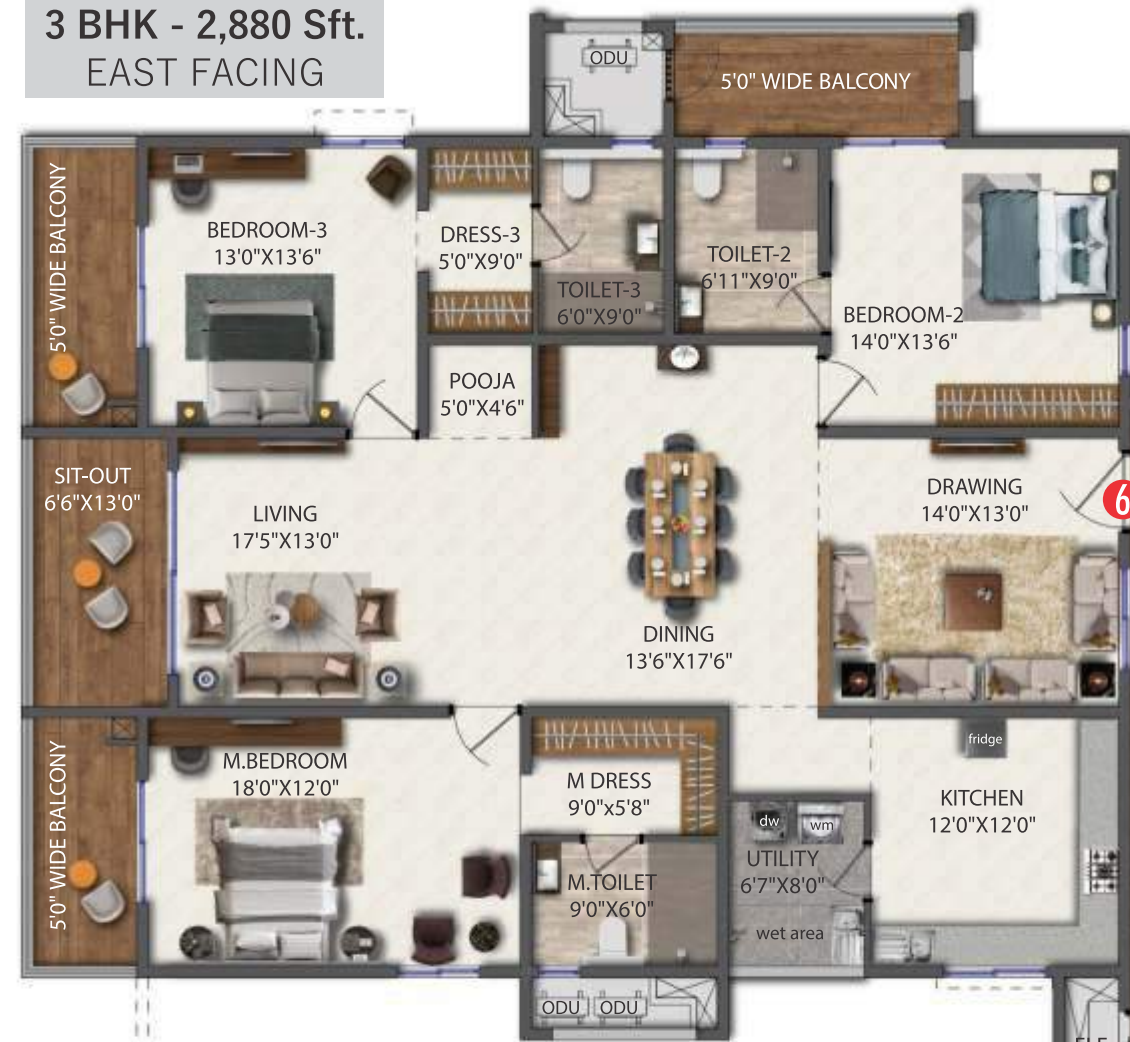 3 BHK - 2,880 Sft.
EAST FACING
ODU
5'0" WIDE BALCONY
5'0" WIDE BALCONY
BEDROOM-3
13'0"X13'6"
DRESS-3
5'0"X9'0"
TOILET-3
6'0"X9'0"
TOILET-2
6'11"X9'0"
BEDROOM-2
14'0"X13'6"
POOJA
5'0"X4'6"
SIT-OUT
6'6"X13'0"
LIVING
17'5"X13'0"
DRAWING
14'0"X13'0"
6
DINING
13'6"X17'6"
5'0" WIDE BALCONY
M.BEDROOM
18'0"X12'0"
M DRESS
9'0"x5'8"
fridge
KITCHEN
12'0"X12'0"
dw
wm
UTILITY
6'7"X8'0"
wet area
M.TOILET
9'0"X6'0"
ODU
ODU